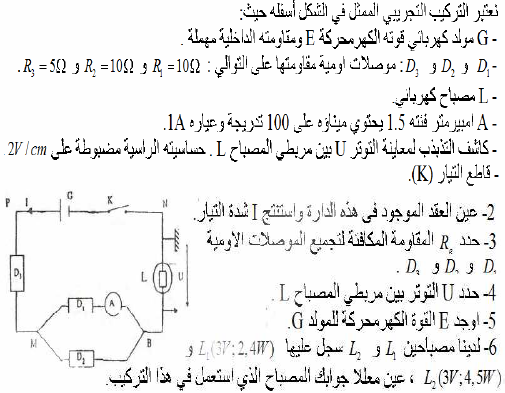 نعتبر التركيب التجريبي الممثل في الشكل أسفله حيث:
- G مولد كهربائي قوته الكهرمحركة E ومقاومته الداخلية مهملة .
- D₁ و D₂ و D₃ : موصلات اومية مقاومتها على التوالي : R₁=10Ω و R₂=10Ω و R₃=5Ω .
- L مصباح كهربائي.
- A امبيرمتر فئته 1.5 يحتوي ميناؤه على 100 تدريجة وعياره 1A.
- كاشف التذبذب لمعاينة التوتر U بين مربطي المصباح L . حساسيته الراسية مضبوطة على 2V/cm
- قاطع التيار (K).
2- عين العقد الموجود في هذه الدارة واستنتج I شدة التيار.
3- حدد Rₑ المقاومة المكافئة لتجميع الموصلات الاومية
D₁ و D₂ و D₃ .
4- حدد U التوتر بين مربطي المصباح L .
5- اوجد E القوة الكهرمحركة للمولد G.
6- لدينا مصباحين L₁ و L₂ سجل عليها L₁(3V;2,4W) و
L₂(3V;4,5W) ، عين معللا جوابك المصباح الذي استعمل في هذا التركيب.
P I G K N
D₃ L U
D₁ A
M B
D₂